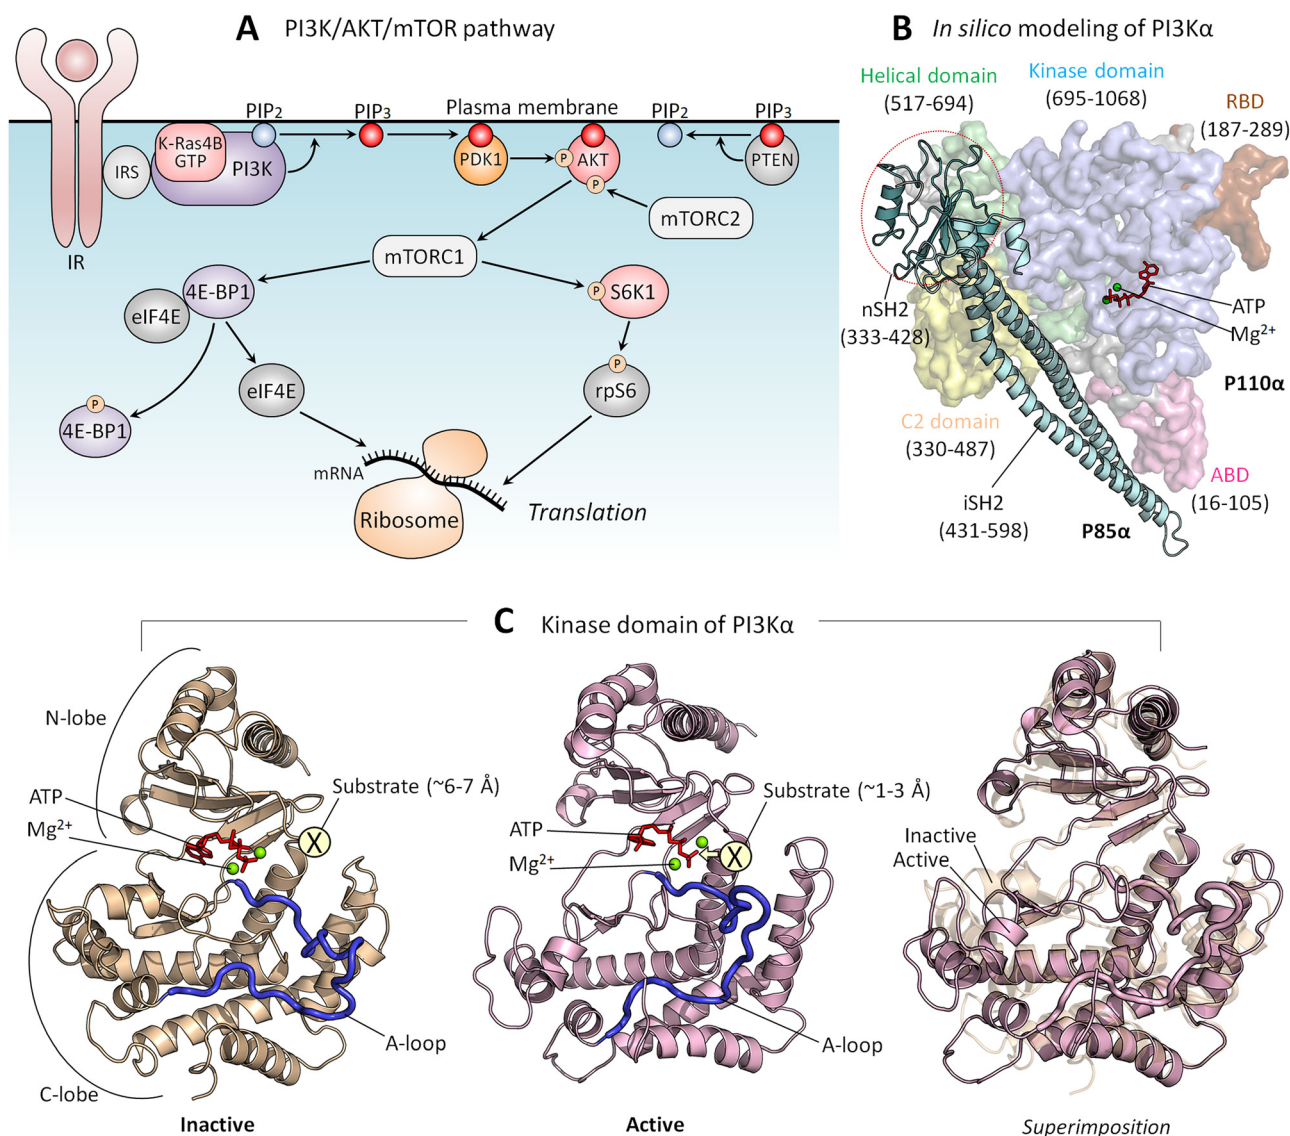 A PI3K/AKT/mTOR pathway
PIP2
PIP3
Plasma membrane
PIP2
PIP3
K-Ras4B
GTP
PI3K
IRS
PDK1
P
AKT
P
PTEN
mTORC2
IR
mTORC1
4E-BP1
eIF4E
P
S6K1
P
rpS6
eIF4E
P
4E-BP1
mRNA
Ribosome
Translation
B In silico modeling of PI3Kα
Helical domain
(517-694)
Kinase domain
(695-1068)
RBD
(187-289)
nSH2
(333-428)
ATP
Mg2+
P110α
C2 domain
(330-487)
ABD
(16-105)
iSH2
(431-598)
P85α
C Kinase domain of PI3Kα
N-lobe
ATP
Mg2+
Substrate (~6-7 Å)
X
A-loop
C-lobe
Inactive
Substrate (~1-3 Å)
ATP
Mg2+
X
A-loop
Active
Inactive
Active
Superimposition